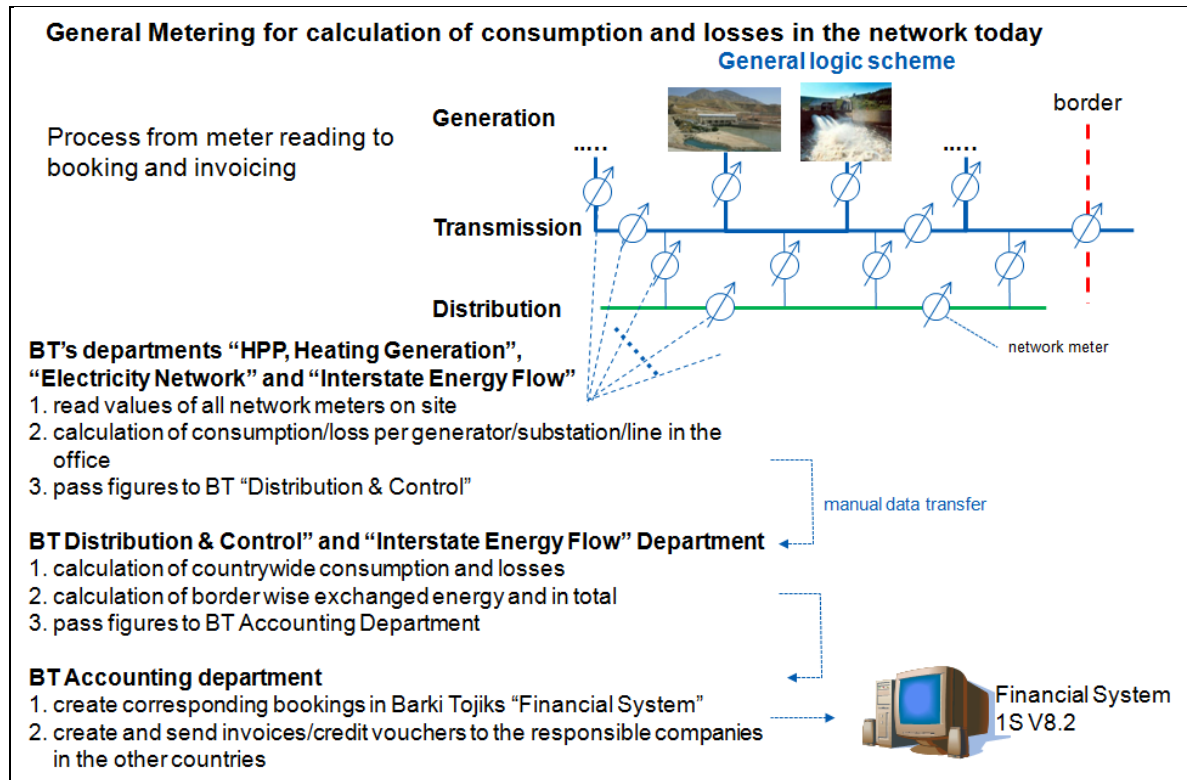 General Metering for calculation of consumption and losses in the network today
General logic scheme
Generation
border
Process from meter reading to
booking and invoicing
.....
.....
Transmission
Distribution
network meter
BT's departments “HPP, Heating Generation”,
“Electricity Network” and “Interstate Energy Flow”
1. read values of all network meters on site
2. calculation of consumption/loss per generator/substation/line in the
office
3. pass figures to BT “Distribution & Control”
manual data transfer
BT Distribution & Control” and “Interstate Energy Flow” Department
1. calculation of countrywide consumption and losses
2. calculation of border wise exchanged energy and in total
3. pass figures to BT Accounting Department
BT Accounting department
1. create corresponding bookings in Barki Tojiks “Financial System”
2. create and send invoices/credit vouchers to the responsible companies
in the other countries
Financial System
1S V8.2